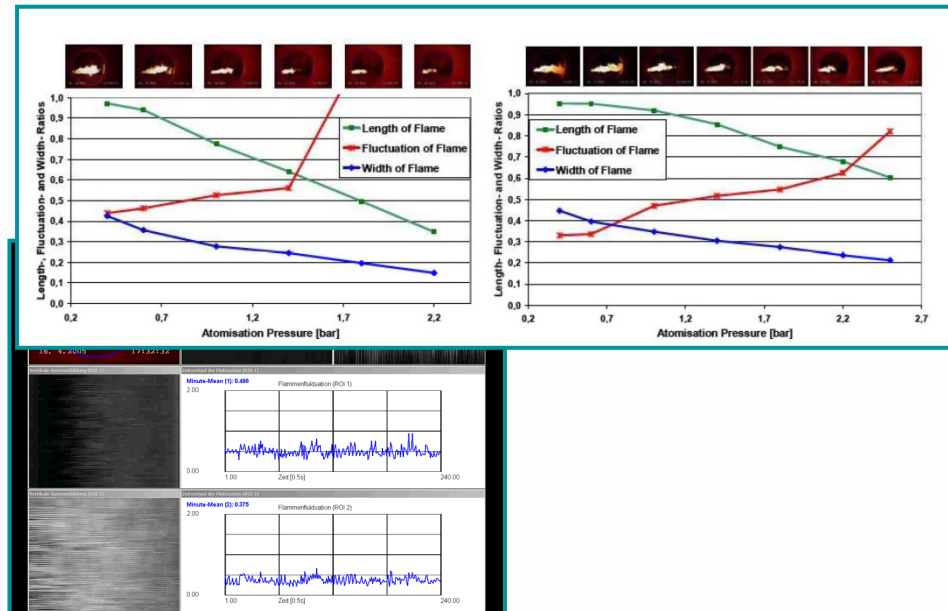 1,0
0,9
0,8
0,7
0,6
0,5
0,4
0,3
0,2
0,1
0,0
Length-, Fluctuation- and Width- Ratios
Length of Flame
Fluctuation of Flame
Width of Flame
0,2 0,7 1,2 1,7 2,2
Atomisation Pressure [bar]
1,0
0,9
0,8
0,7
0,6
0,5
0,4
0,3
0,2
0,1
0,0
Length- Fluctuation- and Width- Ratios
Length of Flame
Fluctuation of Flame
Width of Flame
0,2 0,7 1,2 1,7 2,2 2,7
Atomisation Pressure [bar]
16. 4.2005 17:32:32
Minute-Mean (1): 0.498
Flammenfluktuation (ROI 1)
2.00
0.00
1.00 Zeit [0.5s] 240.00
Minute-Mean (2): 0.375
Flammenfluktuation (ROI 2)
2.00
0.00
1.00 Zeit [0.5s] 240.00